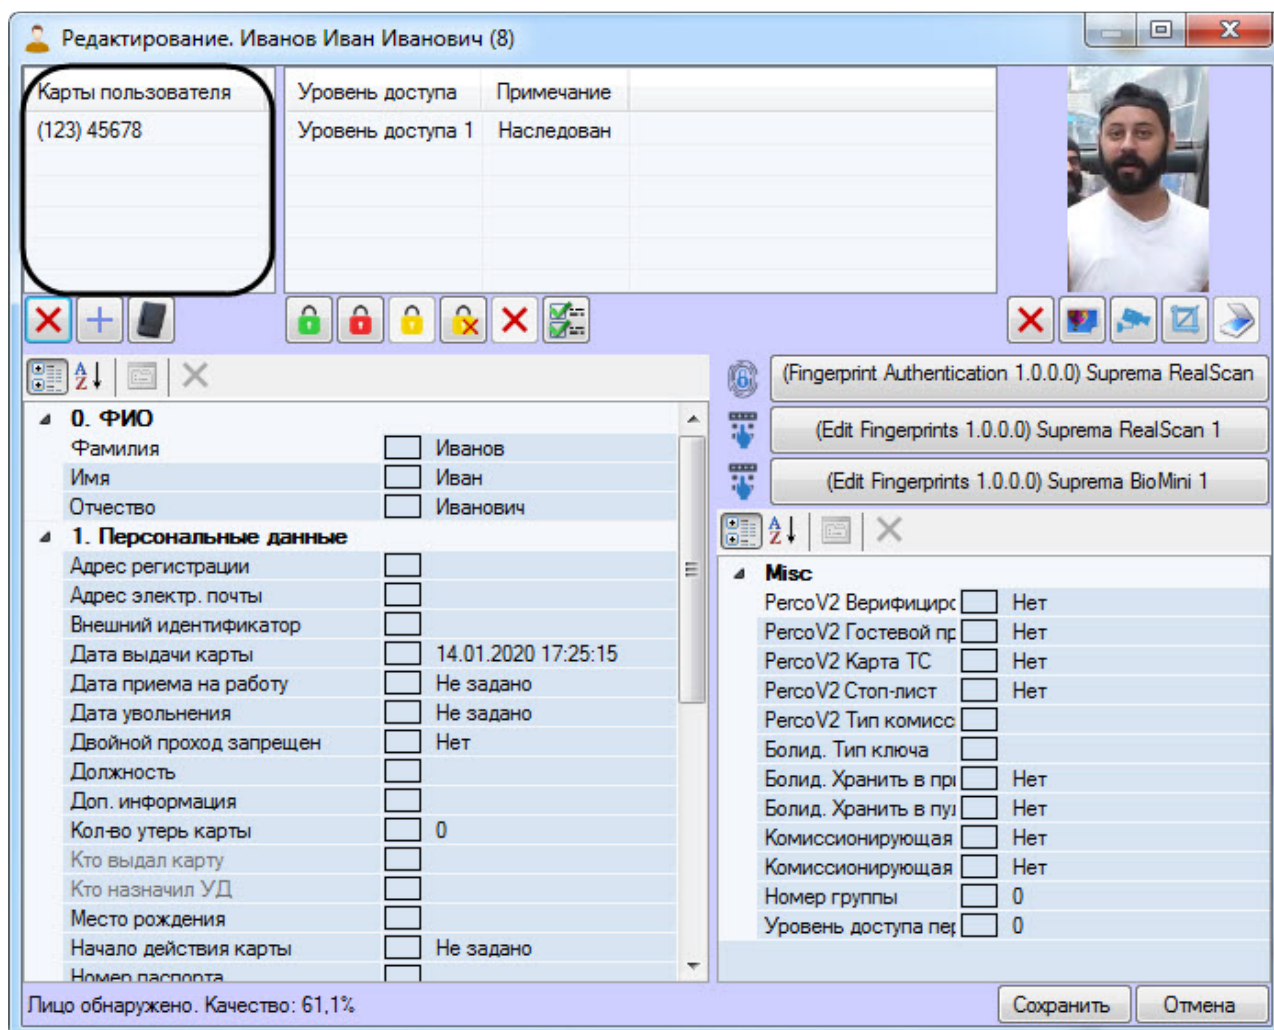 Редактирование. Иванов Иван Иванович (8)
Карты пользователя
(123) 45678
Уровень доступа Примечание
Уровень доступа 1 Наследован
0. ФИО
Фамилия Иванов
Имя Иван
Отчество Иванович
1. Персональные данные
Адрес регистрации
Адрес электр. почты
Внешний идентификатор
Дата выдачи карты 14.01.2020 17:25:15
Дата приема на работу Не задано
Дата увольнения Не задано
Двойной проход запрещен Нет
Должность
Доп. информация
Кол-во утерь карты 0
Кто выдал карту
Кто назначил УД
Место рождения
Начало действия карты Не задано
Номер паспорта
(Fingerprint Authentication 1.0.0.0) Suprema RealScan
(Edit Fingerprints 1.0.0.0) Suprema RealScan 1
(Edit Fingerprints 1.0.0.0) Suprema BioMini 1
Misc
PercoV2 Верифициро Нет
PercoV2 Гостевой пр Нет
PercoV2 Карта ТС Нет
PercoV2 Стоп-лист Нет
PercoV2 Тип комисс
Болид. Тип ключа
Болид. Хранить в при Нет
Болид. Хранить в пул Нет
Комиссионирующая Нет
Комиссионирующая Нет
Номер группы 0
Уровень доступа пер 0
Лицо обнаружено. Качество: 61,1%
Сохранить
Отмена